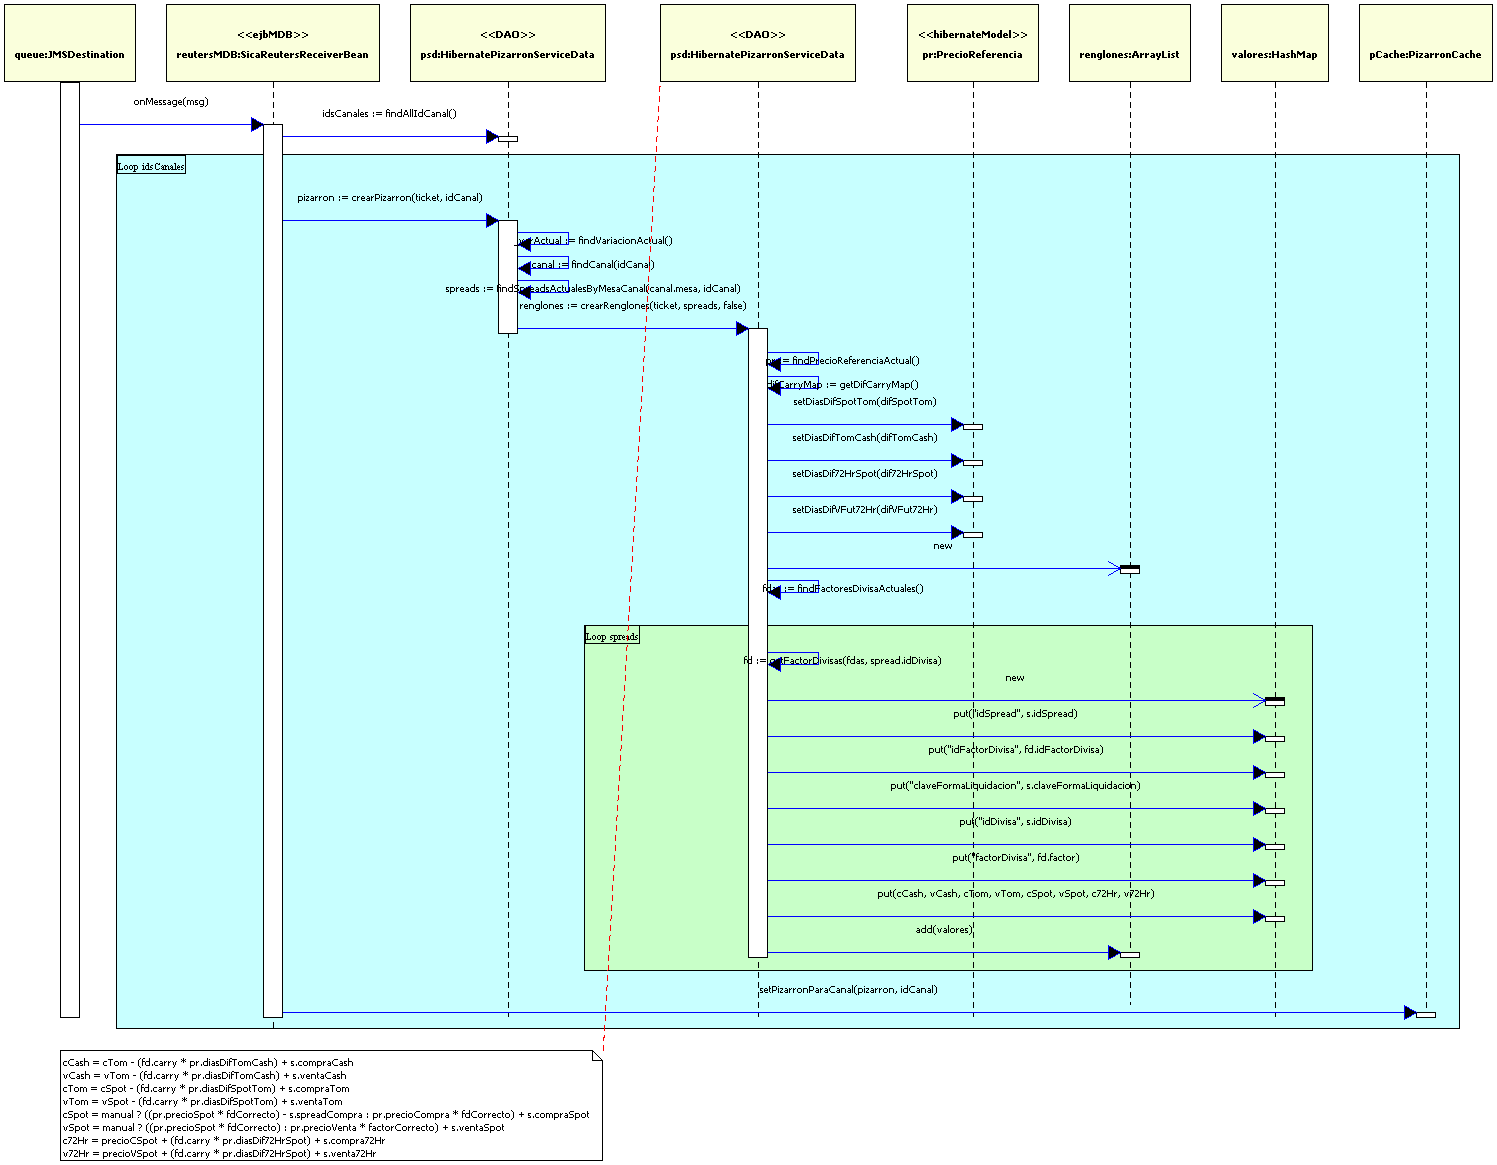 queue:JMSDestination
<<ejbMDB>>
reutersMDB:SicaReutersReceiverBean
<<DAO>>
psd:HibernatePizarronServiceData
<<DAO>>
psd:HibernatePizarronServiceData
<<hibernateModel>>
pr:PrecioReferencia
renglones:ArrayList
valores:HashMap
pCache:PizarronCache
onMessage(msg)
idsCanales := findAllIdCanal()
Loop idsCanales
pizarron := crearPizarron(ticket, idCanal)
varActual := findVariacionActual()
canal := findCanal(idCanal)
spreads := findSpreadsActualesByMesaCanal(canal.mesa, idCanal)
renglones := crearRenglones(ticket, spreads, false)
pr := findPrecioReferenciaActual()
difCarryMap := getDifCarryMap()
setDiasDifSpotTom(difSpotTom)
setDiasDifTomCash(difTomCash)
setDiasDif72HrSpot(dif72HrSpot)
setDiasDifVFut72Hr(difVFut72Hr)
new
fdas := findFactoresDivisaActuales()
Loop spreads
fd := getFactorDivisas(fdas, spread.idDivisa)
new
put("idSpread", s.idSpread)
put("idFactorDivisa", fd.idFactorDivisa)
put("claveFormaLiquidacion", s.claveFormaLiquidacion)
put("idDivisa", s.idDivisa)
put("factorDivisa", fd.factor)
put(cCash, vCash, cTom, vTom, cSpot, vSpot, c72Hr, v72Hr)
add(valores)
setPizarronParaCanal(pizarron, idCanal)
cCash = cTom - (fd.carry * pr.diasDifTomCash) + s.compraCash
vCash = vTom - (fd.carry * pr.diasDifTomCash) + s.ventaCash
cTom = cSpot - (fd.carry * pr.diasDifSpotTom) + s.compraTom
vTom = vSpot - (fd.carry * pr.diasDifSpotTom) + s.ventaTom
cSpot = manual ? ((pr.precioSpot * fdCorrecto) - s.spreadCompra : pr.precioCompra * fdCorrecto) + s.compraSpot
vSpot = manual ? ((pr.precioSpot * fdCorrecto) : pr.precioVenta * factorCorrecto) + s.ventaSpot
c72Hr = precioCSpot + (fd.carry * pr.diasDif72HrSpot) + s.compra72Hr
v72Hr = precioVSpot + (fd.carry * pr.diasDif72HrSpot) + s.venta72Hr